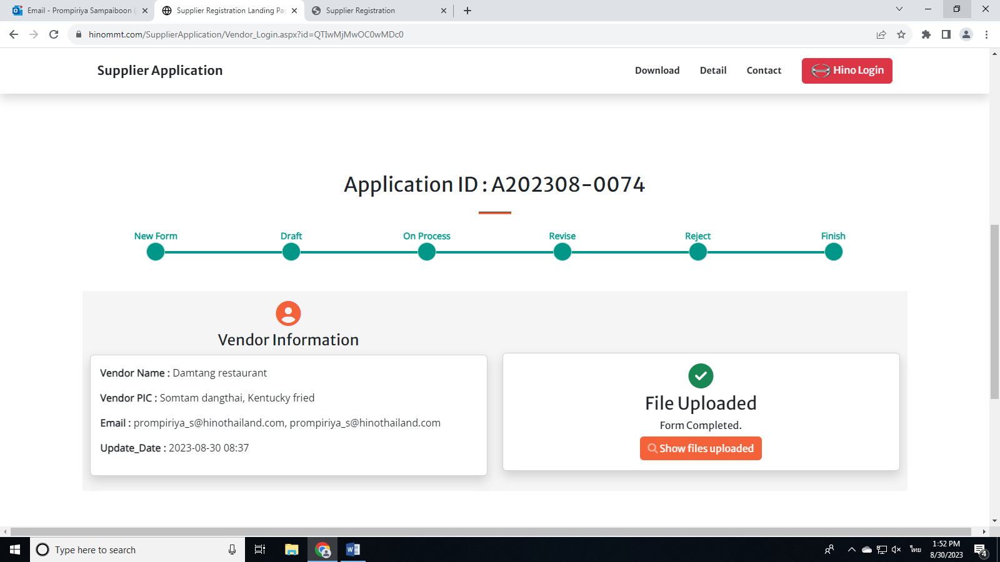 Email - Prompiriya Sampaiboon
Supplier Registration Landing Pa
Supplier Registration
hinommt.com/SupplierApplication/Vendor_Login.aspx?id=QTIwMjMwOC0wMDc0
Supplier Application
Download
Detail
Contact
Hino Login
Application ID : A202308-0074
New Form
Draft
On Process
Revise
Reject
Finish
Vendor Information
Vendor Name : Damtang restaurant
Vendor PIC : Somtam dangthai, Kentucky fried
Email : prompiriya_s@hinothailand.com, prompiriya_s@hinothailand.com
Update_Date : 2023-08-30 08:37
File Uploaded
Form Completed.
Show files uploaded
Type here to search
ไทย
1:52 PM
8/30/2023
4